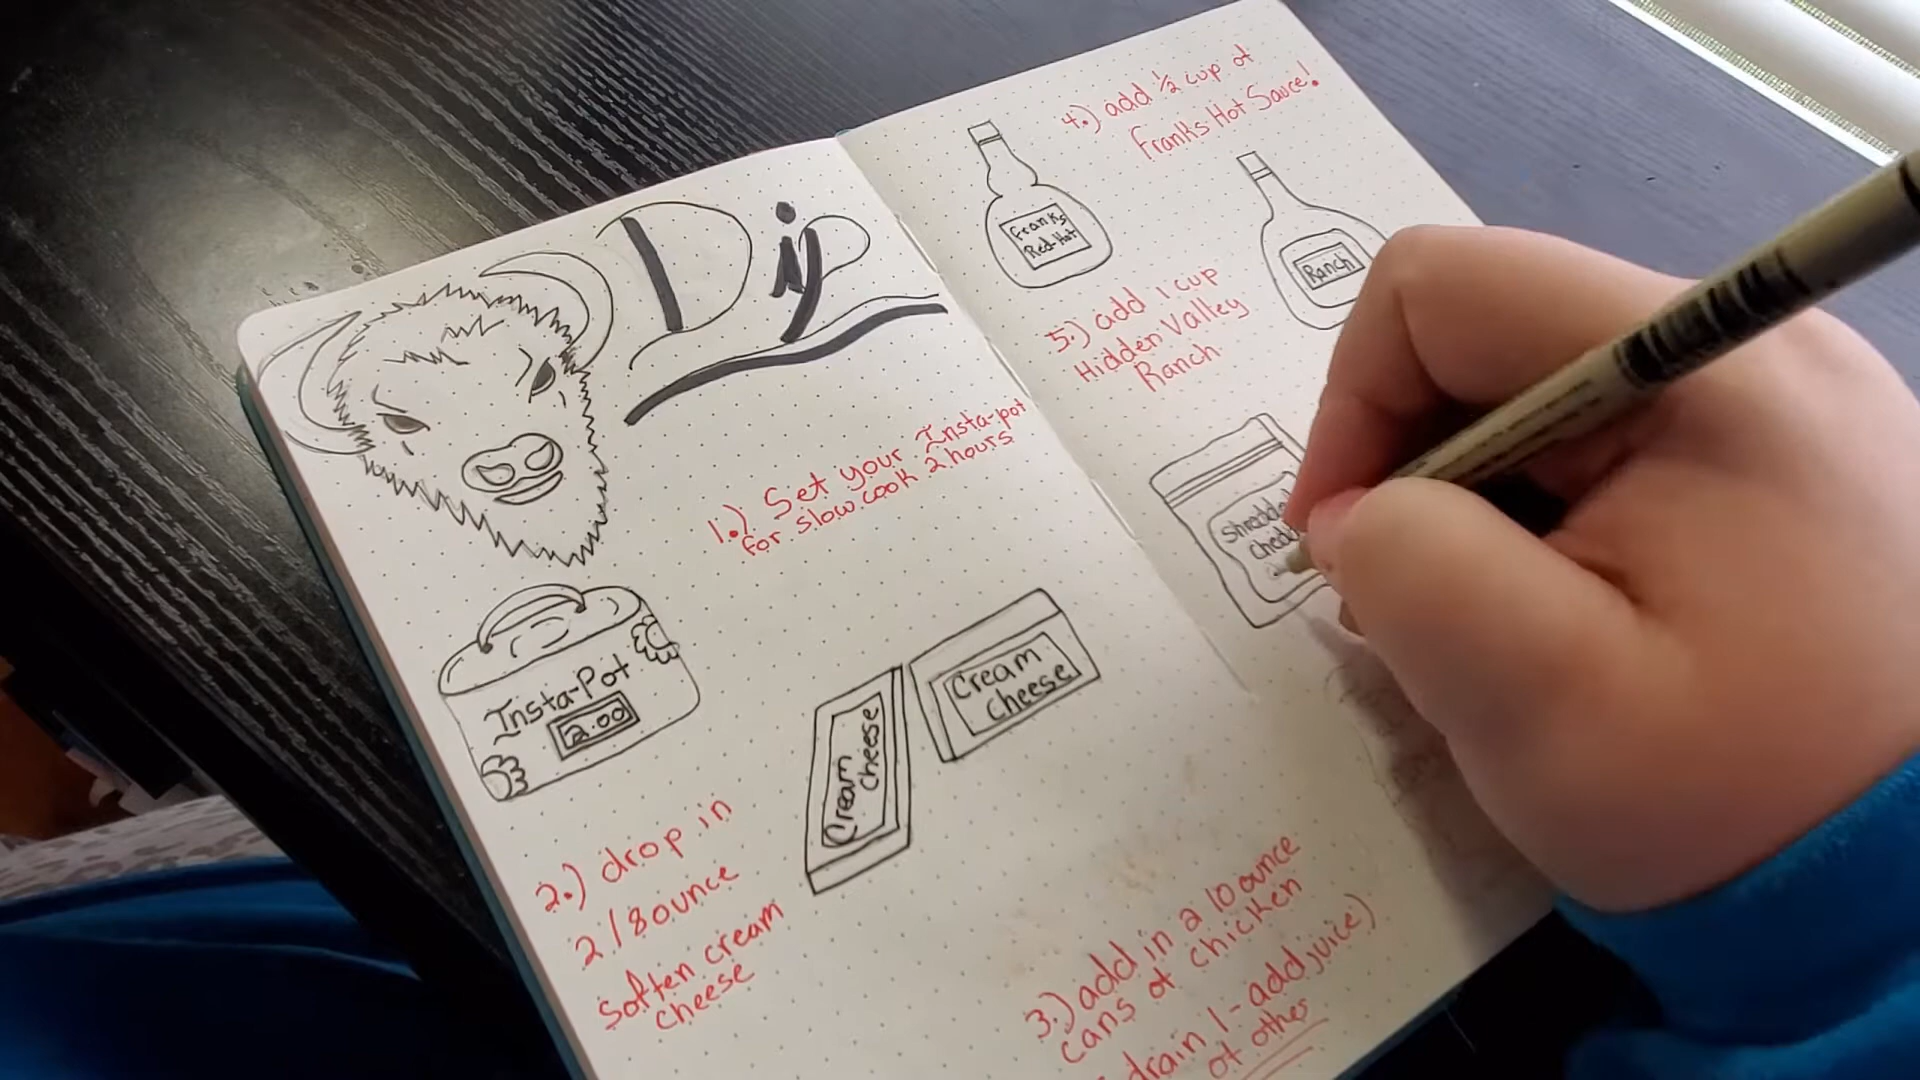 Dip
1.) Set your Insta-pot
for slow cook 2 hours
Insta-Pot
2:00
2.) drop in
2/8 ounce
soften cream
cheese
Cream
Cheese
Cream
Cheese
3.) add in 2 10 ounce
cans of chicken
drain 1 - add juice)
of other
4.) add 1/2 cup of
Franks Hot Sauce!
Franks
Red-Hot
Ranch
5.) add 1 cup
Hidden Valley
Ranch